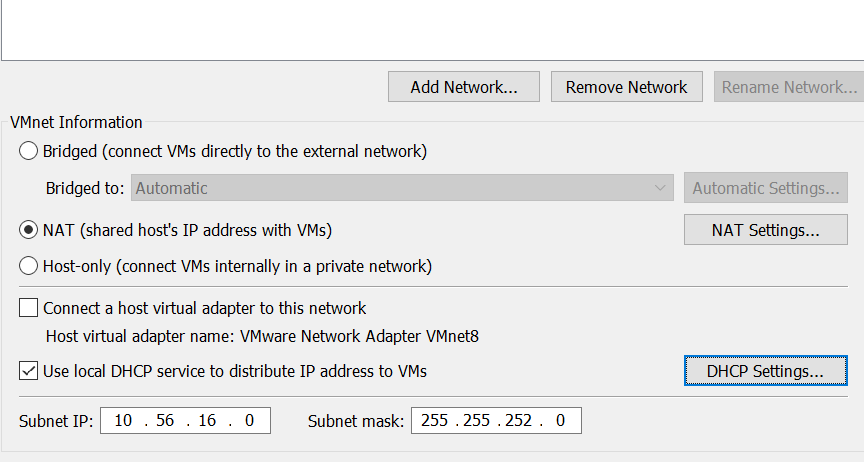 Add Network... Remove Network Rename Network...
VMnet Information
Bridged (connect VMs directly to the external network)
Bridged to: Automatic Automatic Settings...
NAT (shared host's IP address with VMs) NAT Settings...
Host-only (connect VMs internally in a private network)
Connect a host virtual adapter to this network
Host virtual adapter name: VMware Network Adapter VMnet8
Use local DHCP service to distribute IP address to VMs DHCP Settings...
Subnet IP: 10 . 56 . 16 . 0 Subnet mask: 255 . 255 . 252 . 0